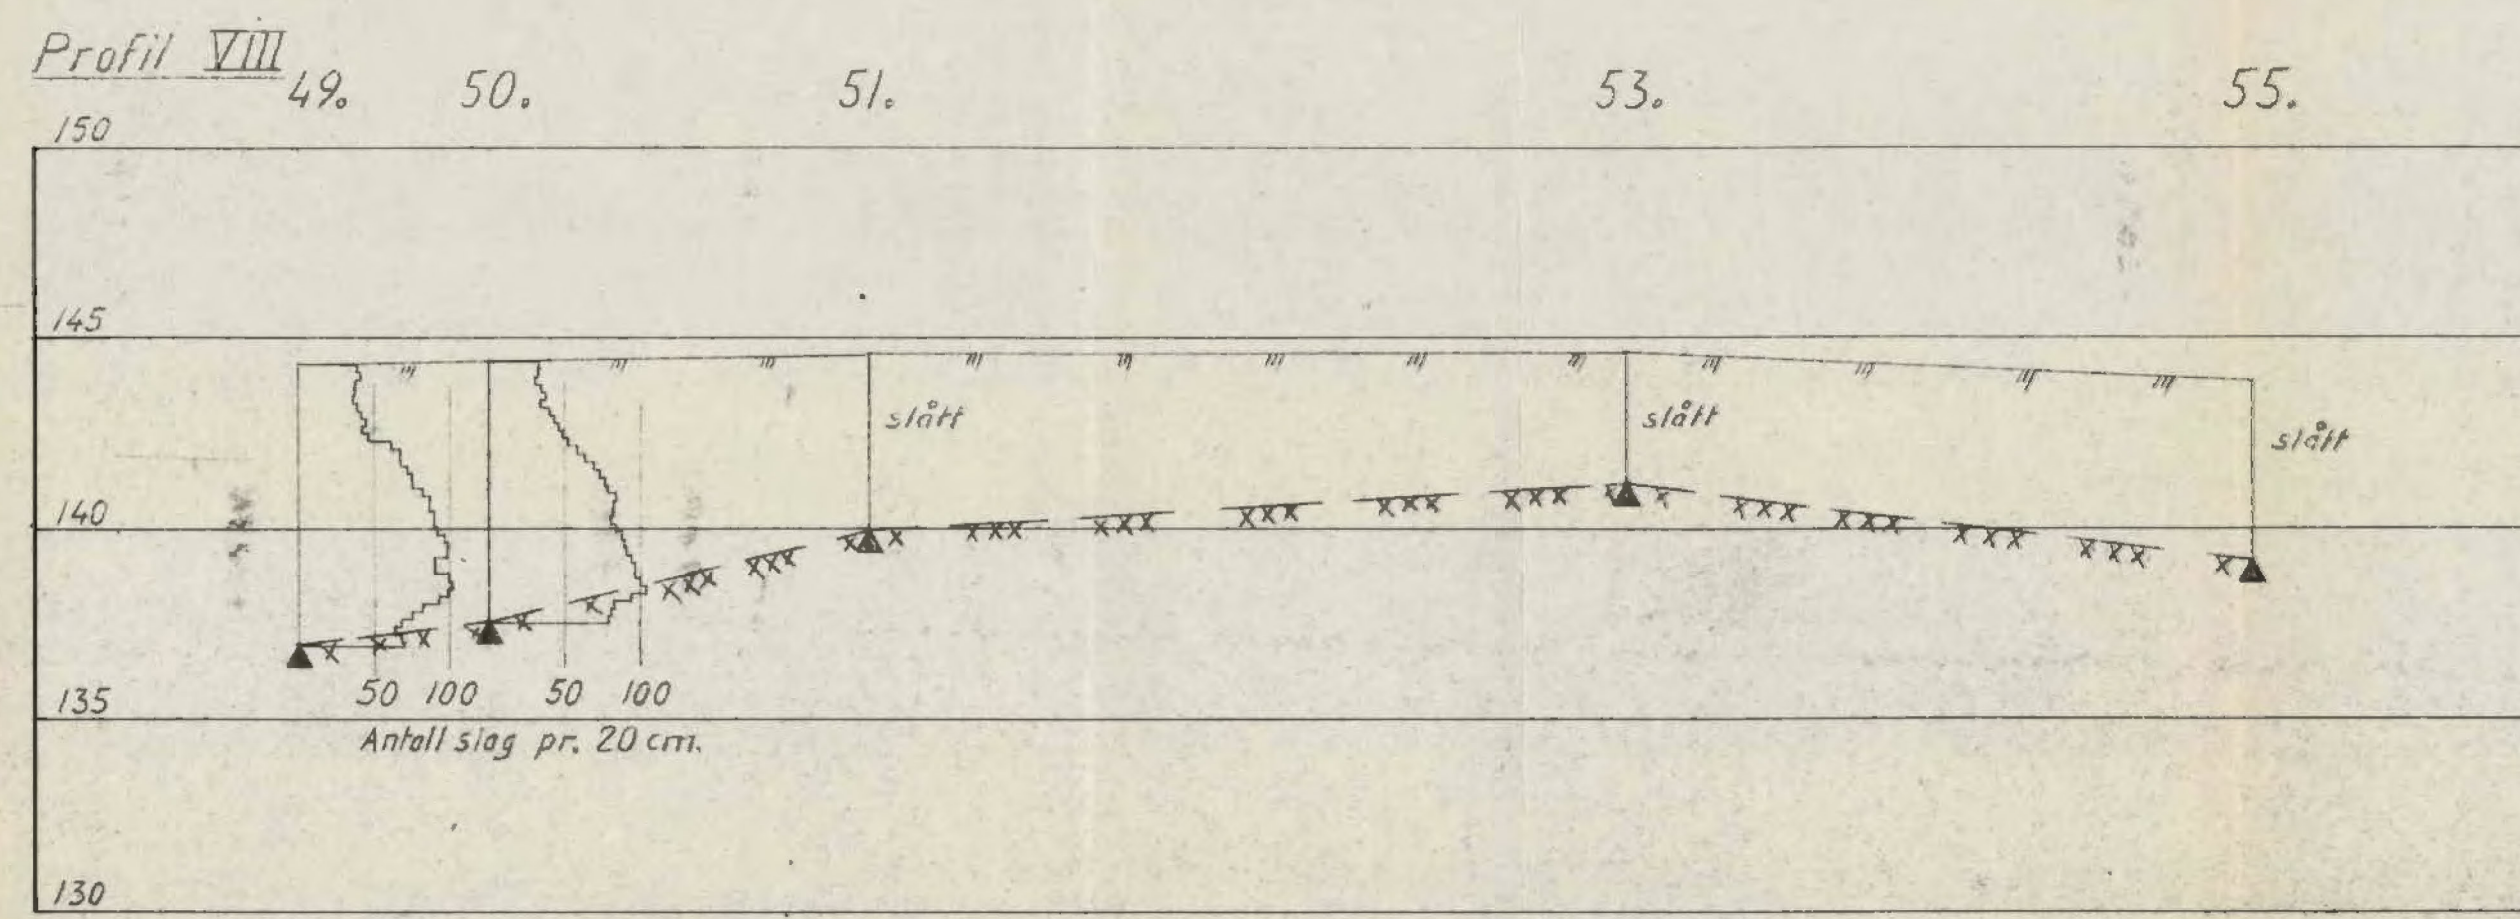 Profil VIII
49. 50. 51. 53. 55.
150
145
slått slått slått
140
50 100 50 100
135
Antall slag pr. 20 cm.
130